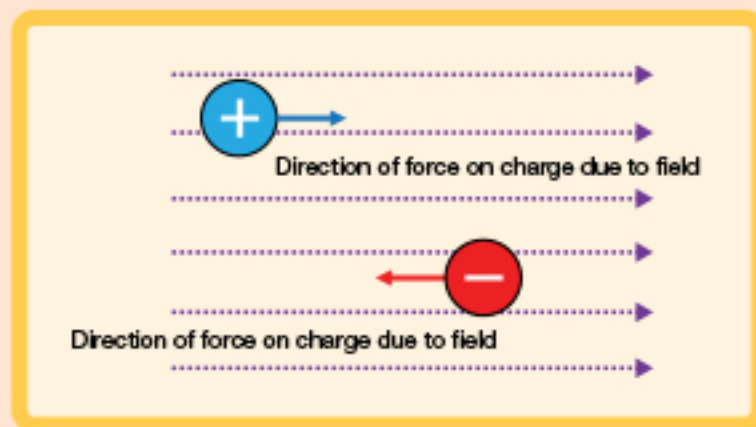 +
Direction of force on charge due to field
−
Direction of force on charge due to field